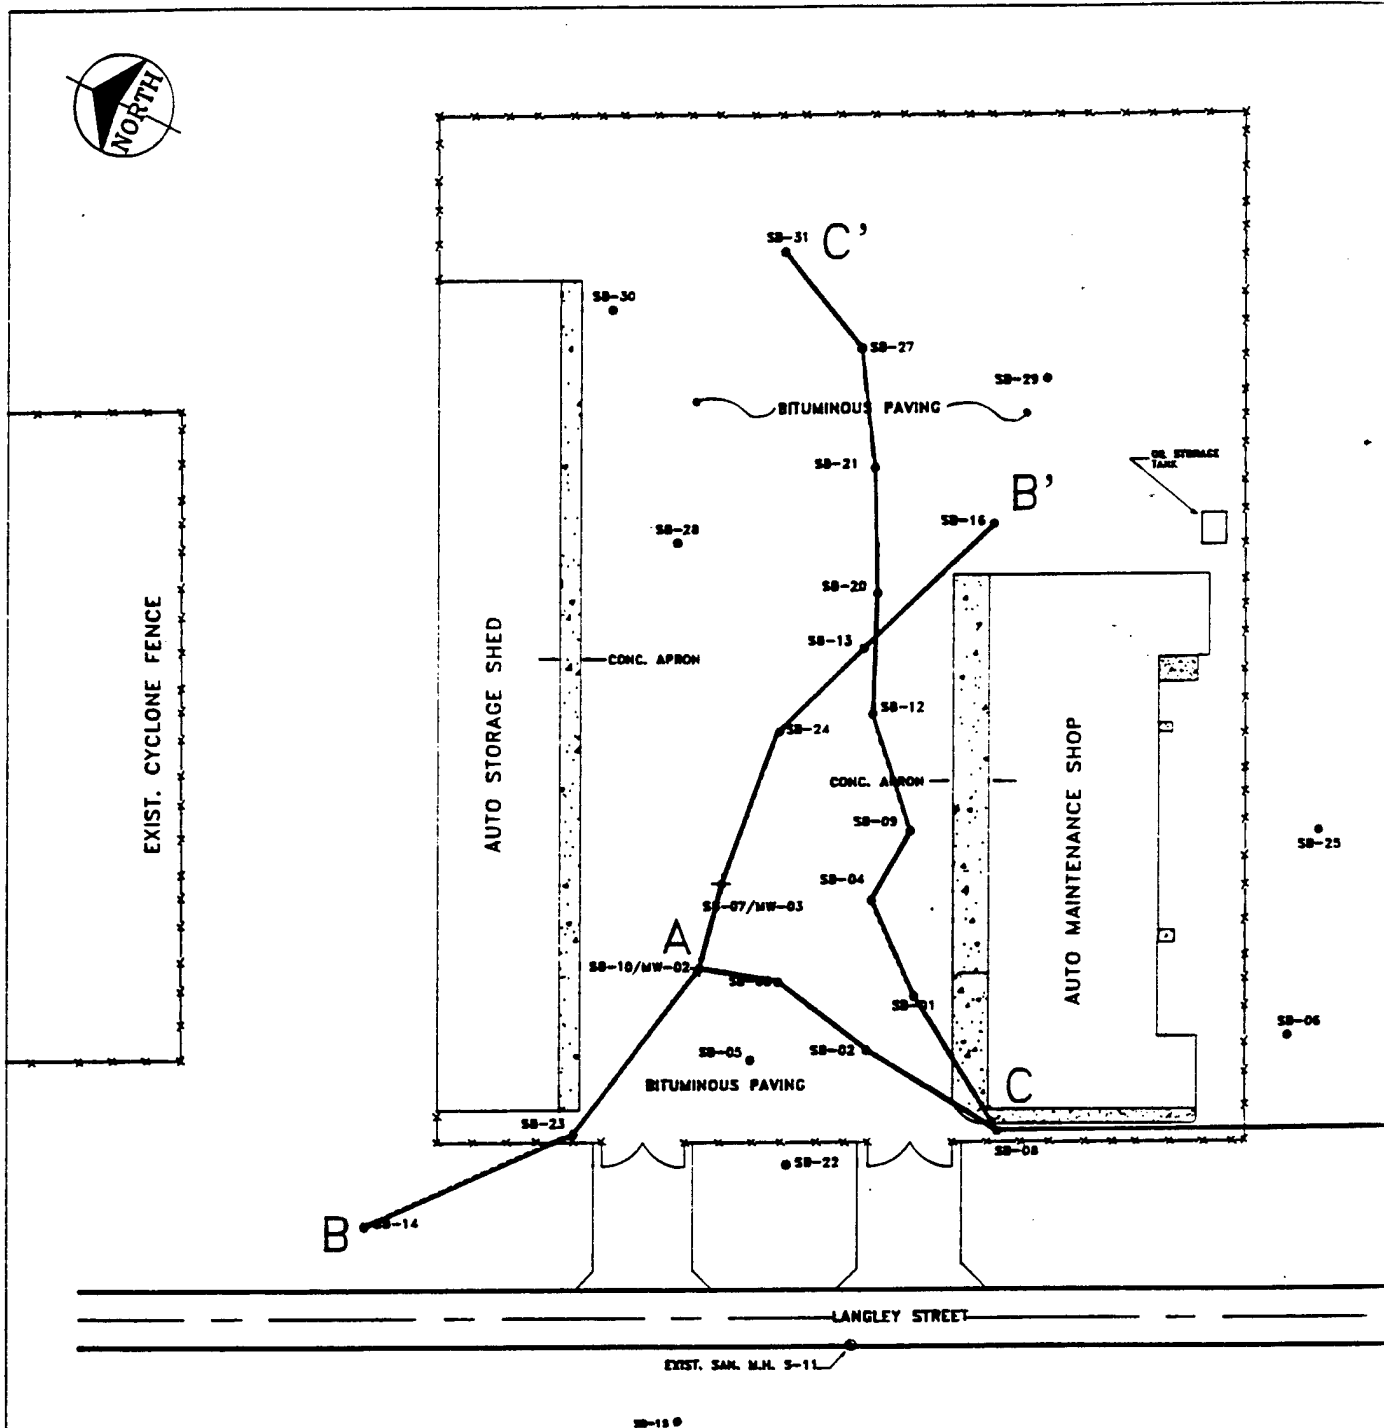 NORTH
SB-31
C'
SB-30
SB-27
SB-29
BITUMINOUS PAVING
OIL STORAGE
TANK
SB-21
B'
SB-16
SB-28
SB-20
SB-13
EXIST. CYCLONE FENCE
AUTO STORAGE SHED
CONC. APRON
SB-12
SB-24
AUTO MAINTENANCE SHOP
CONC. APRON
SB-09
SB-25
SB-04
SB-07/MW-03
A
SB-10/MW-02
SB-01
SB-06
SB-02
SB-05
BITUMINOUS PAVING
C
SB-23
SB-08
SB-22
B
SB-14
LANGLEY STREET
EXIST. SAN. M.H. S-11